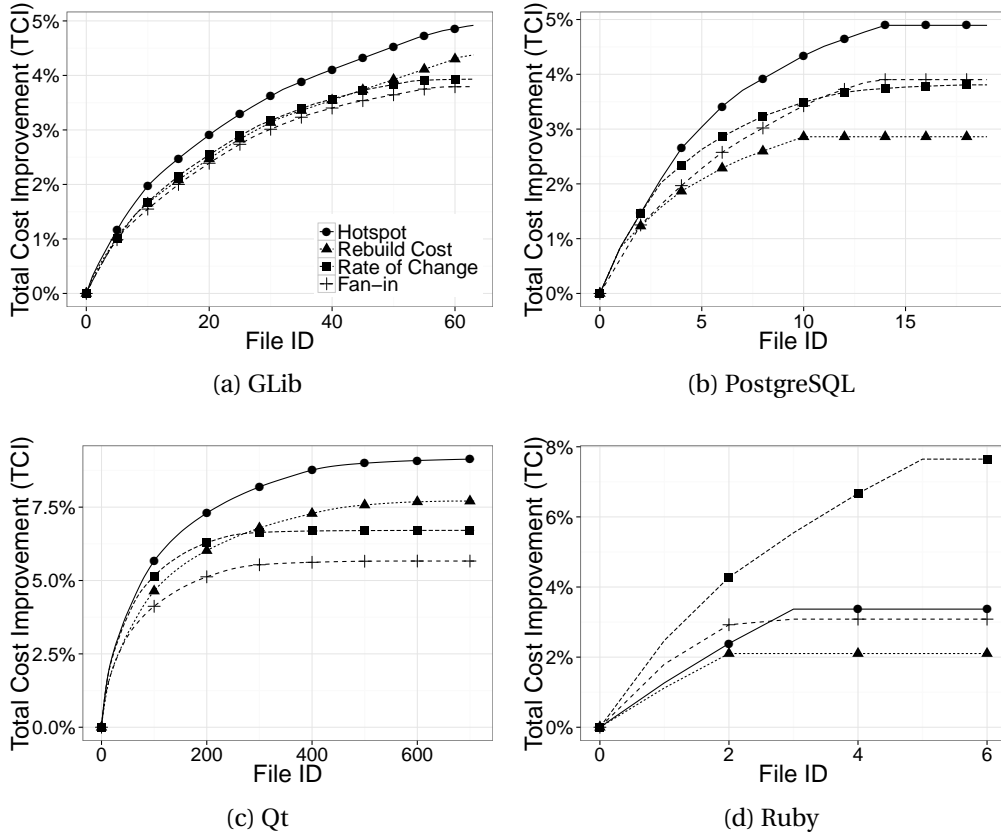 Total Cost Improvement (TCI)
5%
4%
3%
2%
1%
0%
Hotspot
Rebuild Cost
Rate of Change
Fan−in
0 20 40 60
File ID
(a) GLib
Total Cost Improvement (TCI)
5%
4%
3%
2%
1%
0%
0 5 10 15
File ID
(b) PostgreSQL
Total Cost Improvement (TCI)
7.5%
5.0%
2.5%
0.0%
0 200 400 600
File ID
(c) Qt
Total Cost Improvement (TCI)
8%
6%
4%
2%
0%
0 2 4 6
File ID
(d) Ruby